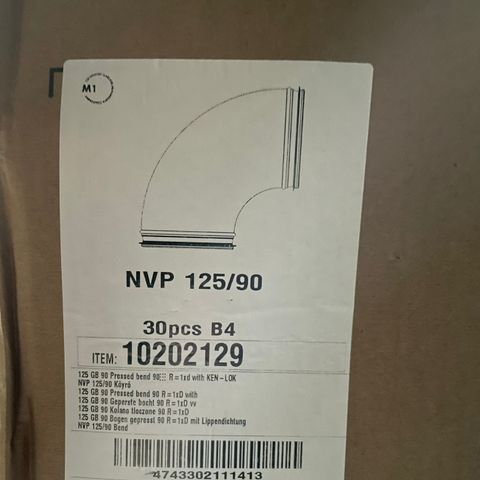 M1
NVP 125/90
30pcs B4
ITEM: 10202129
125 GB 90 Pressed bend 90 R=1xd with KEN-LOK
NVP 125/90 Käyrä
125 GB 90 Pressed bend 90 R=1xD with
125 GB 90 Geperste bocht 90 R=1xD vv
125 GB 90 Kolano tloczone 90 R=1xD
125 GB 90 Bogen gepresst 90 R=1xD mit Lippendichtung
NVP 125/90 Bend
4743302111413